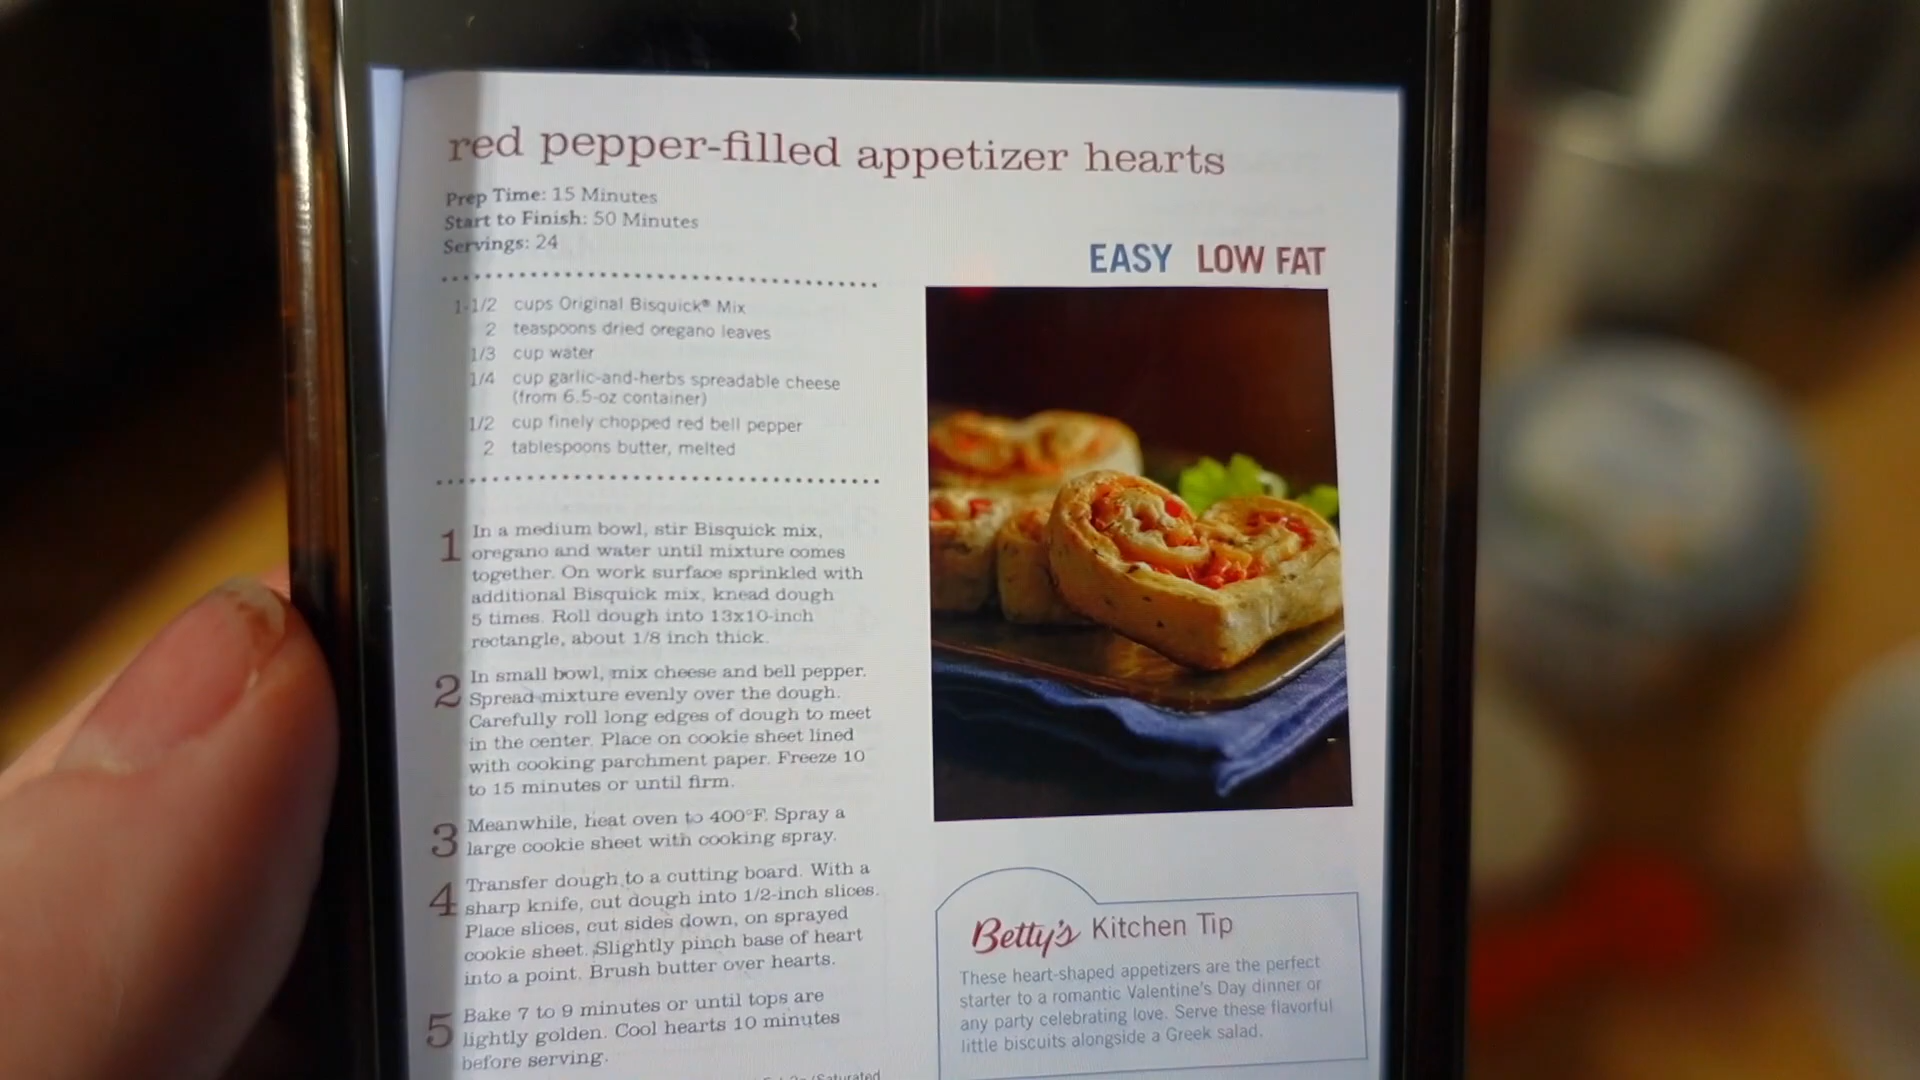 red pepper-filled appetizer hearts
Prep Time: 15 Minutes
Start to Finish: 50 Minutes
Servings: 24
EASY LOW FAT
1-1/2 cups Original Bisquick® Mix
2 teaspoons dried oregano leaves
1/3 cup water
1/4 cup garlic-and-herbs spreadable cheese
(from 6.5-oz container)
1/2 cup finely chopped red bell pepper
2 tablespoons butter, melted
1 In a medium bowl, stir Bisquick mix,
oregano and water until mixture comes
together. On work surface sprinkled with
additional Bisquick mix, knead dough
5 times. Roll dough into 13x10-inch
rectangle, about 1/8 inch thick.
2 In small bowl, mix cheese and bell pepper.
Spread mixture evenly over the dough.
Carefully roll long edges of dough to meet
in the center. Place on cookie sheet lined
with cooking parchment paper. Freeze 10
to 15 minutes or until firm.
3 Meanwhile, heat oven to 400°F. Spray a
large cookie sheet with cooking spray.
4 Transfer dough to a cutting board. With a
sharp knife, cut dough into 1/2-inch slices.
Place slices, cut sides down, on sprayed
cookie sheet. Slightly pinch base of heart
into a point. Brush butter over hearts.
5 Bake 7 to 9 minutes or until tops are
lightly golden. Cool hearts 10 minutes
before serving.
(Saturated
Betty's Kitchen Tip
These heart-shaped appetizers are the perfect
starter to a romantic Valentine's Day dinner or
any party celebrating love. Serve these flavorful
little biscuits alongside a Greek salad.